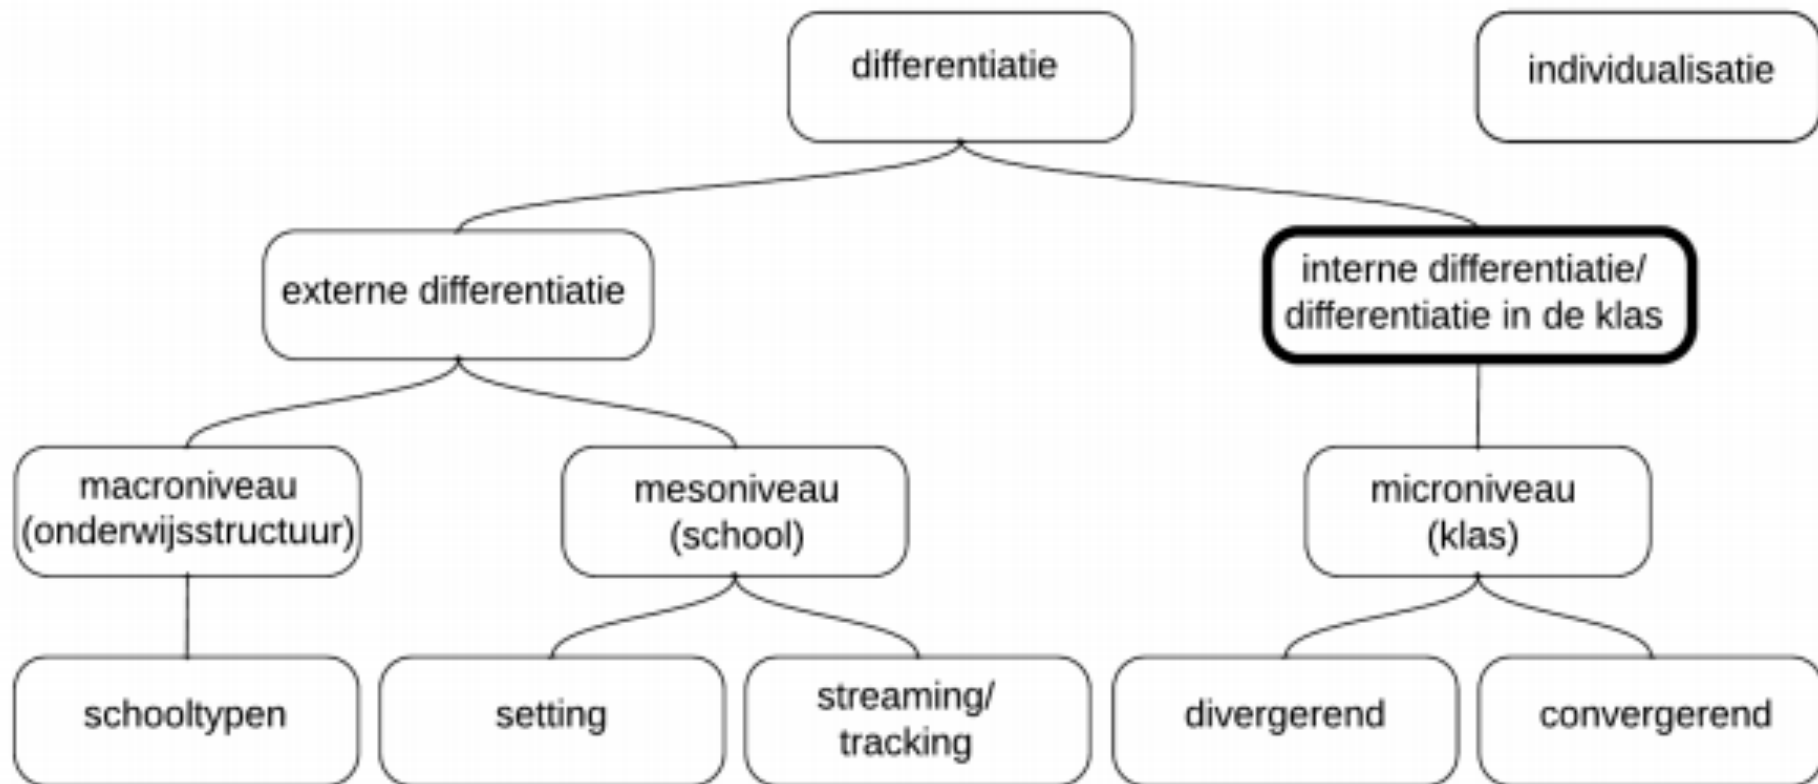 differentiatie
individualisatie
externe differentiatie
interne differentiatie/
differentiatie in de klas
macroniveau
(onderwijsstructuur)
mesoniveau
(school)
microniveau
(klas)
schooltypen
setting
streaming/
tracking
divergerend
convergerend